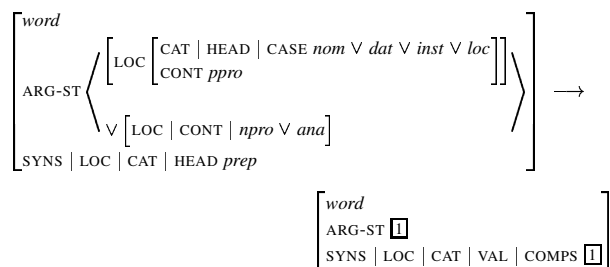 word
LOC CAT | HEAD | CASE nom ∨ dat ∨ inst ∨ loc
CONT ppro
ARG-ST
∨ [LOC | CONT | npro ∨ ana]
SYNS | LOC | CAT | HEAD prep
⟶
word
ARG-ST 1
SYNS | LOC | CAT | VAL | COMPS 1